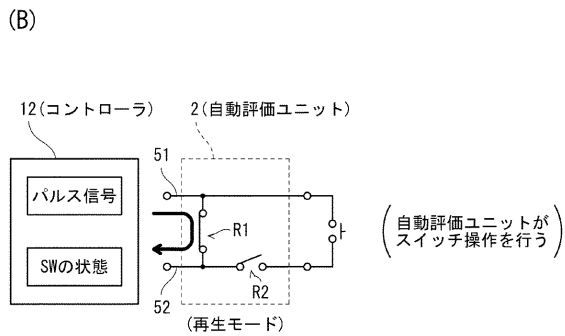 (B)
12(コントローラ)
2(自動評価ユニット)
51
パルス信号
R1
自動評価ユニットが
スイッチ操作を行う
SWの状態
52
R2
(再生モード)